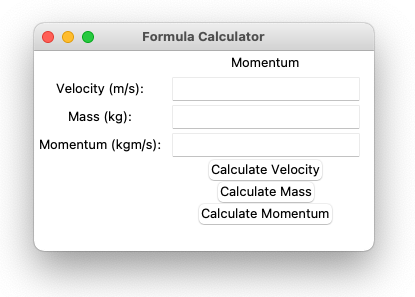 Formula Calculator
Momentum
Velocity (m/s):
Mass (kg):
Momentum (kgm/s):
Calculate Velocity
Calculate Mass
Calculate Momentum